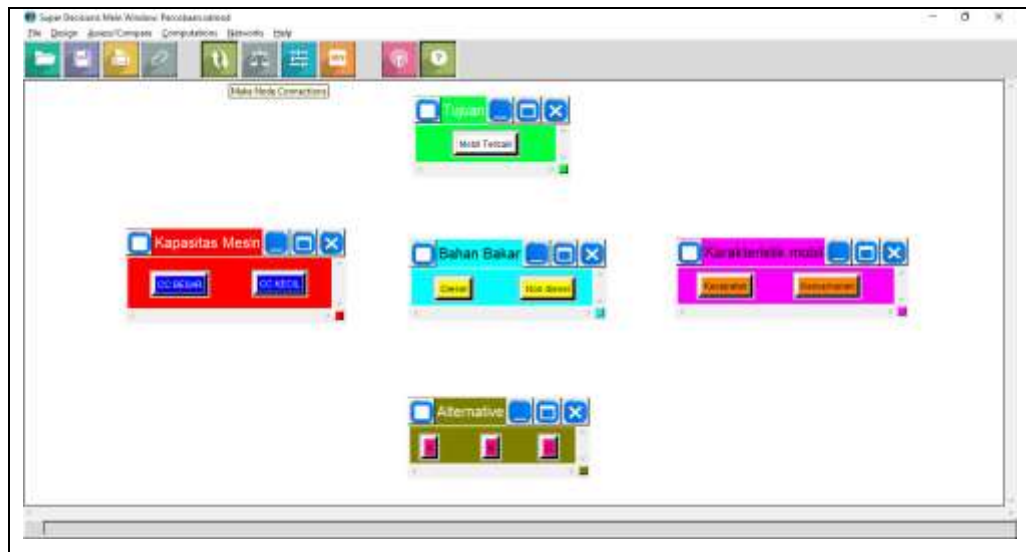 Super Decisions Main Window: Percobaan.sdmod
File Design Assess/Compare Computations Networks Help
Make Node Connections
Tujuan
Mobil Terbaik
Kapasitas Mesin
CC BESAR CC KECIL
Bahan Bakar
Diesel Non diesel
Karakteristik mobil
Kecepatan
Alternative